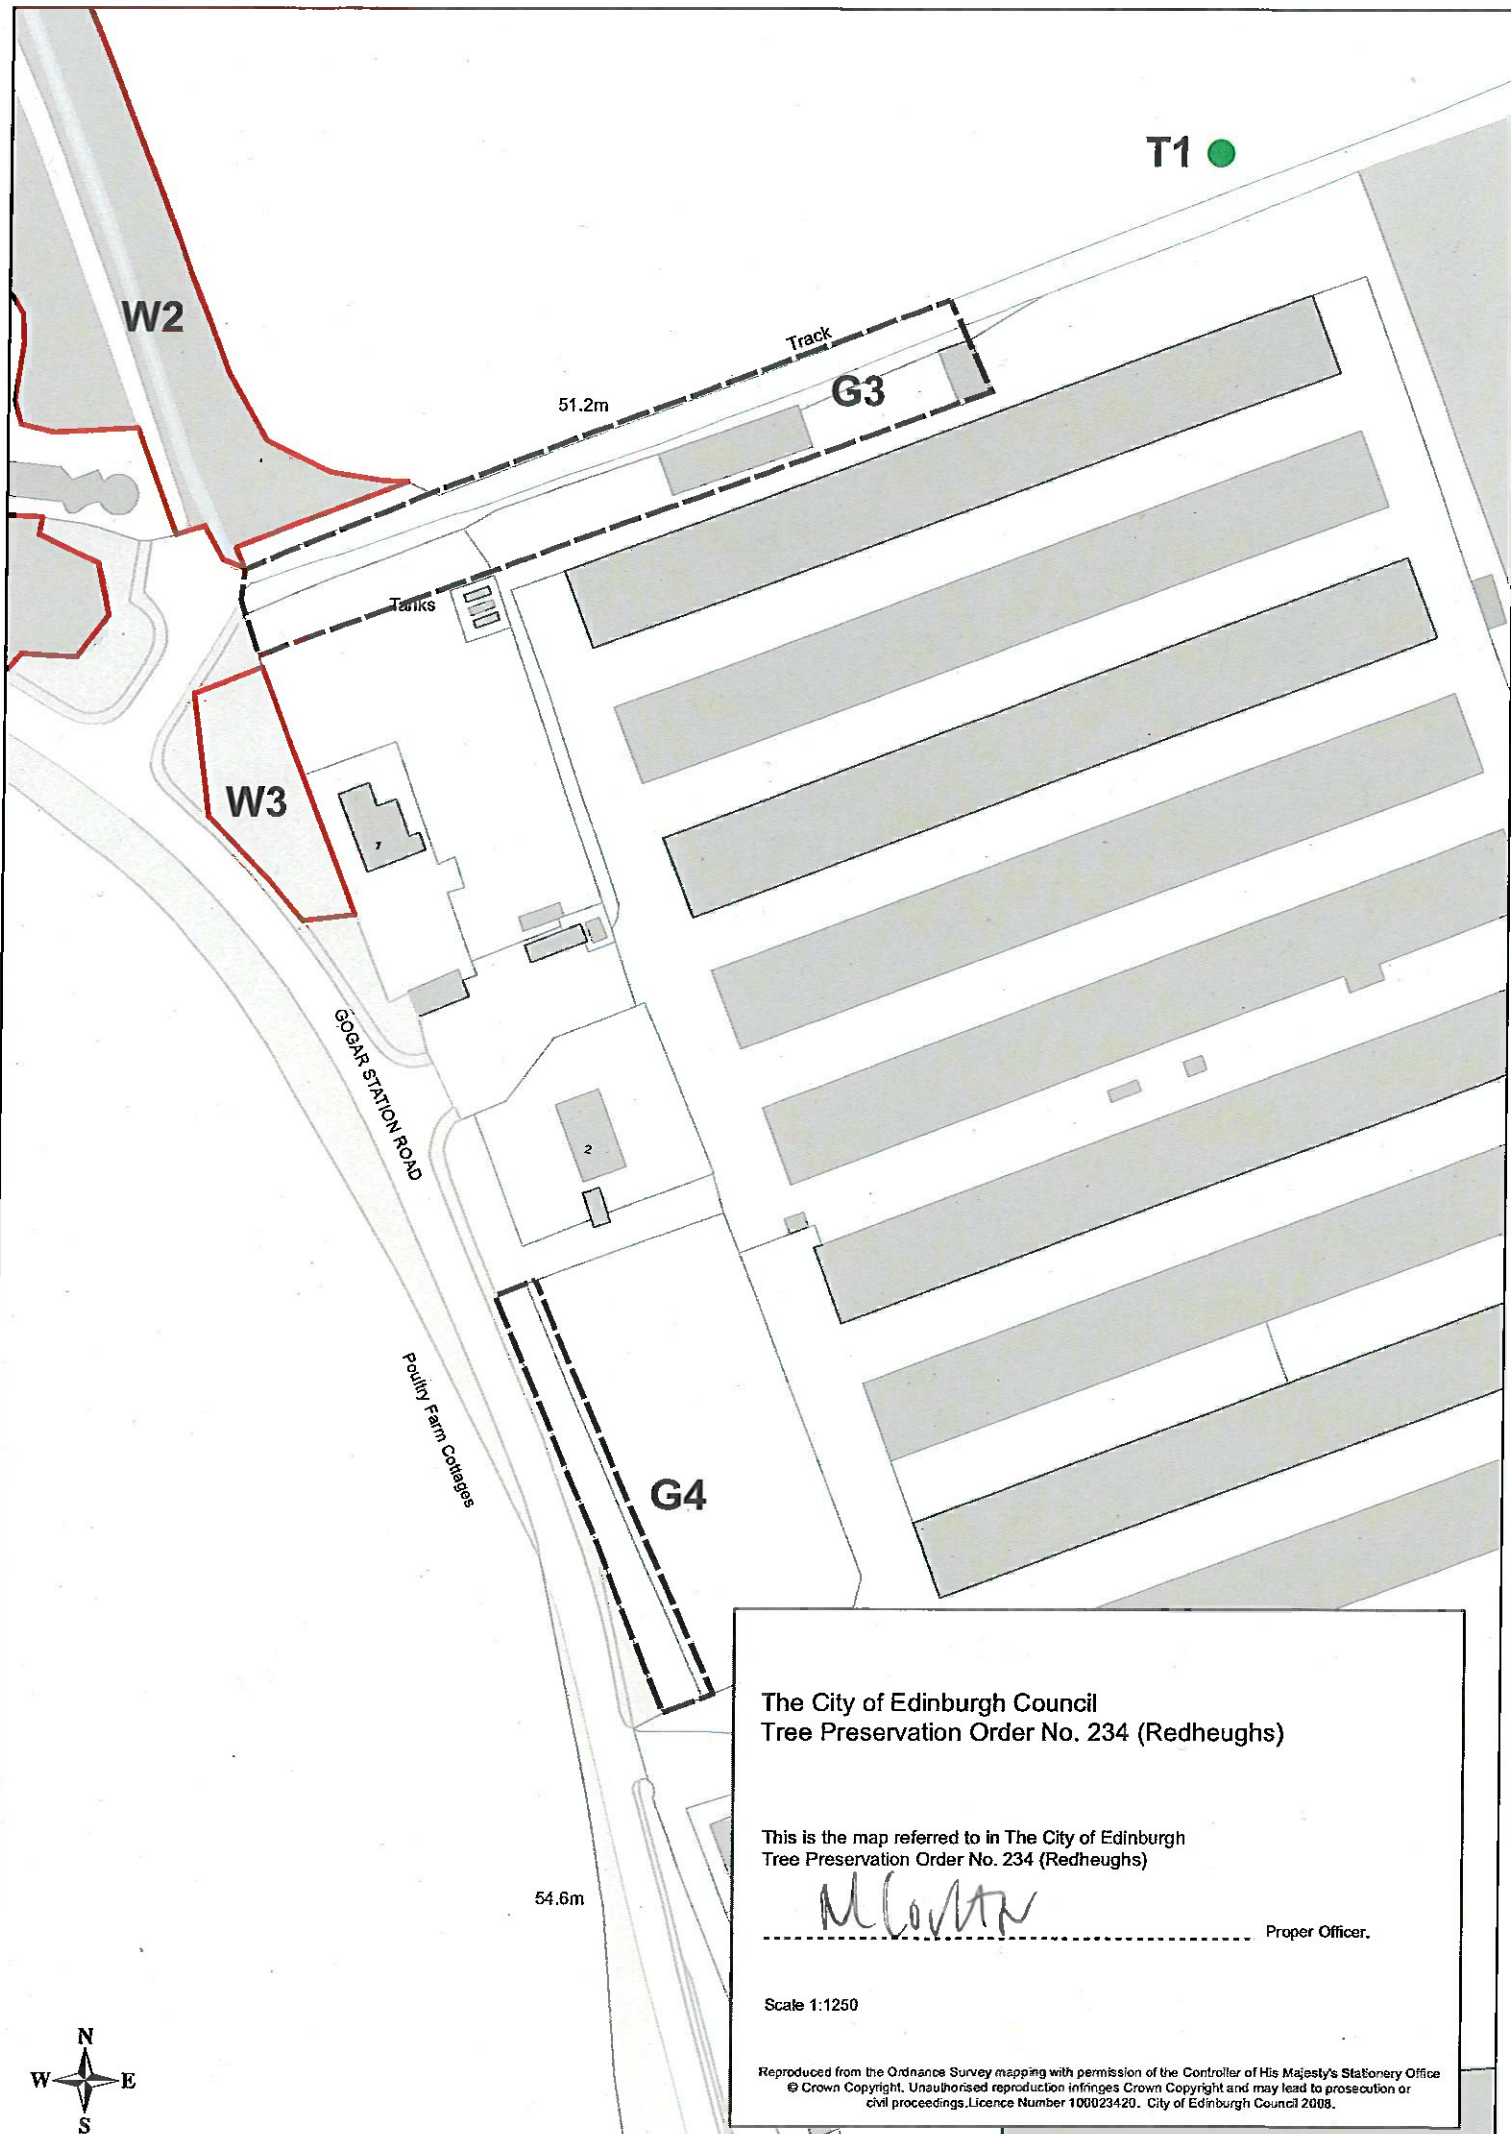 T1
W2
Track
G3
51.2m
Tanks
W3
1
GOGAR STATION ROAD
2
Poultry Farm Cottages
G4
The City of Edinburgh Council
Tree Preservation Order No. 234 (Redheughs)
This is the map referred to in The City of Edinburgh
Tree Preservation Order No. 234 (Redheughs)
Proper Officer.
54.6m
Scale 1:1250
N
W E
S
Reproduced from the Ordnance Survey mapping with permission of the Controller of His Majesty's Stationery Office
© Crown Copyright. Unauthorised reproduction infringes Crown Copyright and may lead to prosecution or
civil proceedings.Licence Number 100023420. City of Edinburgh Council 2008.